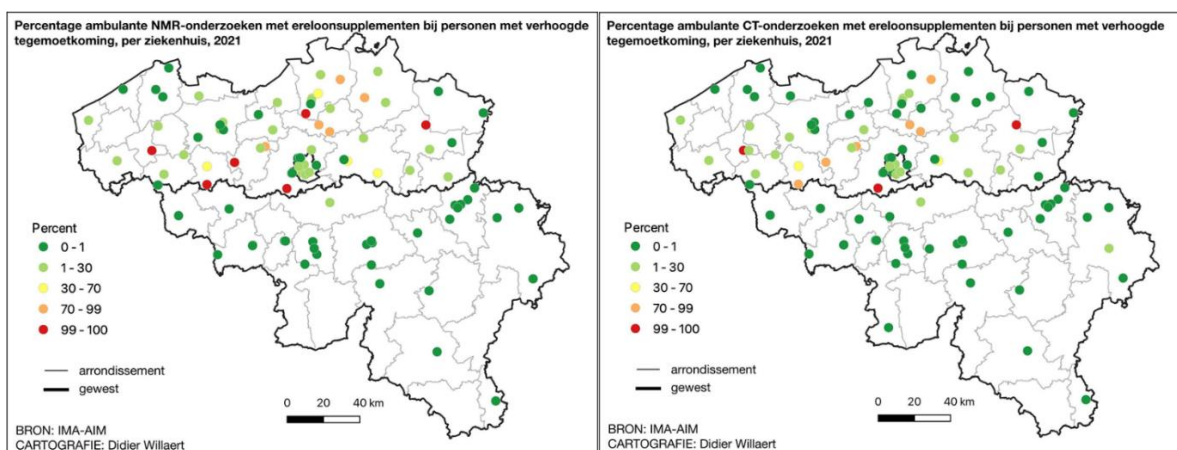 Percentage ambulante NMR-onderzoeken met ereloonsupplementen bij personen met verhoogde
tegemoetkoming, per ziekenhuis, 2021
Percent
0 - 1
1 - 30
30 - 70
70 - 99
99 - 100
arrondissement
gewest
0 20 40 km
BRON: IMA-AIM
CARTOGRAFIE: Didier Willaert
Percentage ambulante CT-onderzoeken met ereloonsupplementen bij personen met verhoogde
tegemoetkoming, per ziekenhuis, 2021
Percent
0 - 1
1 - 30
30 - 70
70 - 99
99 - 100
arrondissement
gewest
0 20 40 km
BRON: IMA-AIM
CARTOGRAFIE: Didier Willaert